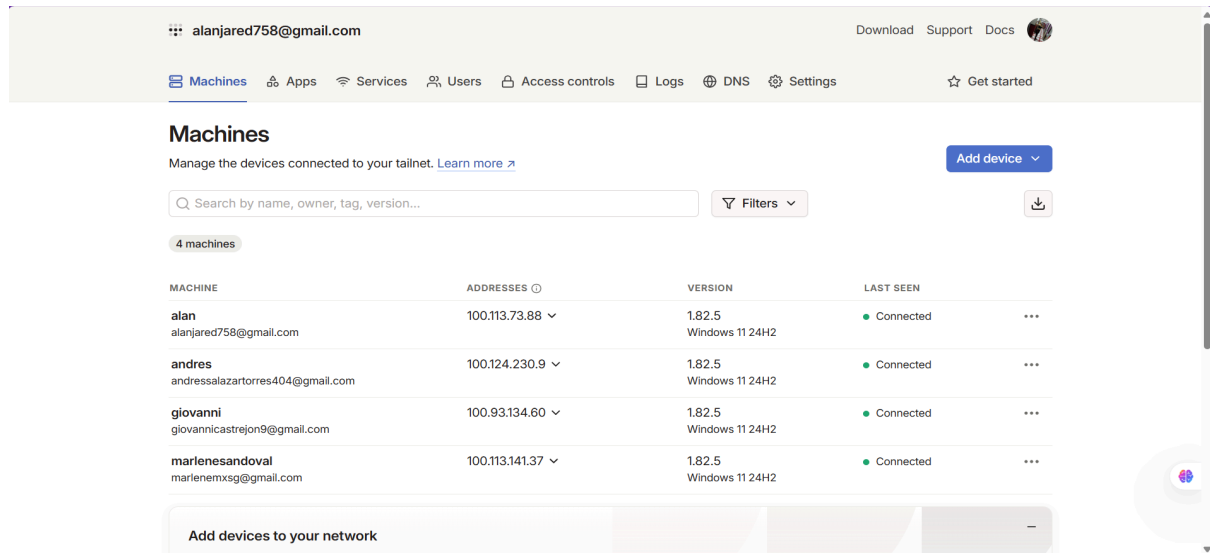 alanjared758@gmail.com Download Support Docs
Machines Apps Services Users Access controls Logs DNS Settings Get started
Machines
Manage the devices connected to your tailnet. Learn more ↗
Add device
Search by name, owner, tag, version...
Filters
4 machines
MACHINE ADDRESSES VERSION LAST SEEN
alan 100.113.73.88 1.82.5 Connected
alanjared758@gmail.com Windows 11 24H2
andres 100.124.230.9 1.82.5 Connected
andressalazartorres404@gmail.com Windows 11 24H2
giovanni 100.93.134.60 1.82.5 Connected
giovannicastrejon9@gmail.com Windows 11 24H2
marlenesandoval 100.113.141.37 1.82.5 Connected
marlenemxsg@gmail.com Windows 11 24H2
Add devices to your network